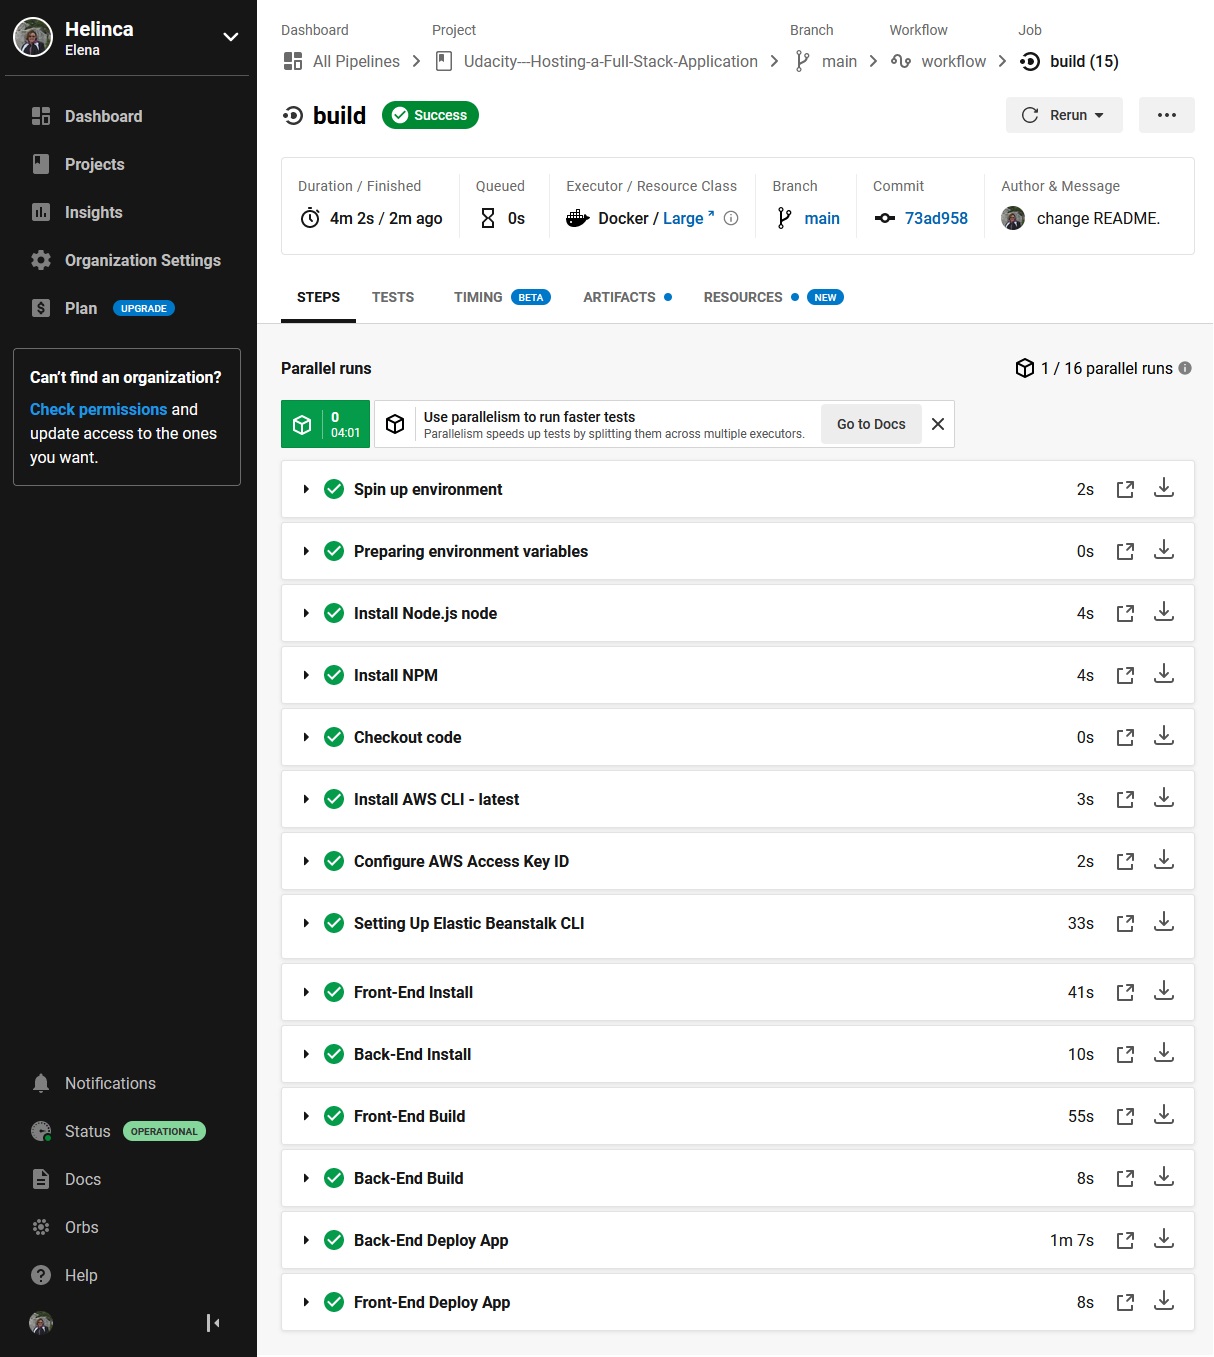 Helinca
Elena
Dashboard
Projects
Insights
Organization Settings
Plan UPGRADE
Can't find an organization?
Check permissions and
update access to the ones
you want.
Notifications
Status OPERATIONAL
Docs
Orbs
Help
Dashboard Project Branch Workflow Job
All Pipelines Udacity---Hosting-a-Full-Stack-Application main workflow build (15)
build Success Rerun
Duration / Finished Queued Executor / Resource Class Branch Commit Author & Message
4m 2s / 2m ago 0s Docker / Large main 73ad958 change README.
STEPS TESTS TIMING BETA ARTIFACTS RESOURCES NEW
Parallel runs 1 / 16 parallel runs
0
04:01
Use parallelism to run faster tests
Parallelism speeds up tests by splitting them across multiple executors.
Go to Docs
Spin up environment 2s
Preparing environment variables 0s
Install Node.js node 4s
Install NPM 4s
Checkout code 0s
Install AWS CLI - latest 3s
Configure AWS Access Key ID 2s
Setting Up Elastic Beanstalk CLI 33s
Front-End Install 41s
Back-End Install 10s
Front-End Build 55s
Back-End Build 8s
Back-End Deploy App 1m 7s
Front-End Deploy App 8s